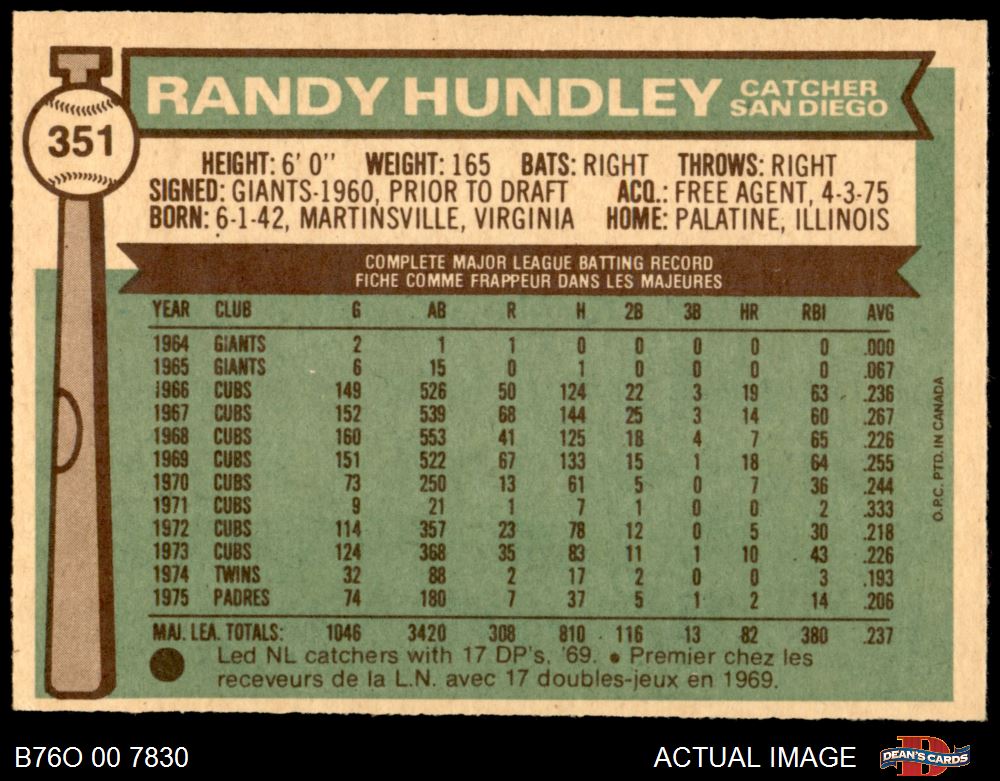 351
RANDY HUNDLEY CATCHER SAN DIEGO
HEIGHT: 6' 0" WEIGHT: 165 BATS: RIGHT THROWS: RIGHT
SIGNED: GIANTS-1960, PRIOR TO DRAFT ACQ.: FREE AGENT, 4-3-75
BORN: 6-1-42, MARTINSVILLE, VIRGINIA HOME: PALATINE, ILLINOIS
COMPLETE MAJOR LEAGUE BATTING RECORD
FICHE COMME FRAPPEUR DANS LES MAJEURES
YEAR CLUB G AB R H 2B 3B HR RBI AVG
1964 GIANTS 2 1 1 0 0 0 0 0 .000
1965 GIANTS 6 15 0 1 0 0 0 0 .067
1966 CUBS 149 526 50 124 22 3 19 63 .236
1967 CUBS 152 539 68 144 25 3 14 60 .267
1968 CUBS 160 553 41 125 18 4 7 65 .226
1969 CUBS 151 522 67 133 15 1 18 64 .255
1970 CUBS 73 250 13 61 5 0 7 36 .244
1971 CUBS 9 21 1 7 1 0 0 2 .333
1972 CUBS 114 357 23 78 12 0 5 30 .218
1973 CUBS 124 368 35 83 11 1 10 43 .226
1974 TWINS 32 88 2 17 2 0 0 3 .193
1975 PADRES 74 180 7 37 5 1 2 14 .206
MAJ. LEA. TOTALS: 1046 3420 308 810 116 13 82 380 .237
Led NL catchers with 17 DP's, '69. • Premier chez les
receveurs de la L.N. avec 17 doubles-jeux en 1969.
O.P.C. PTD. IN CANADA
B76O 00 7830 ACTUAL IMAGE DEAN'S CARDS